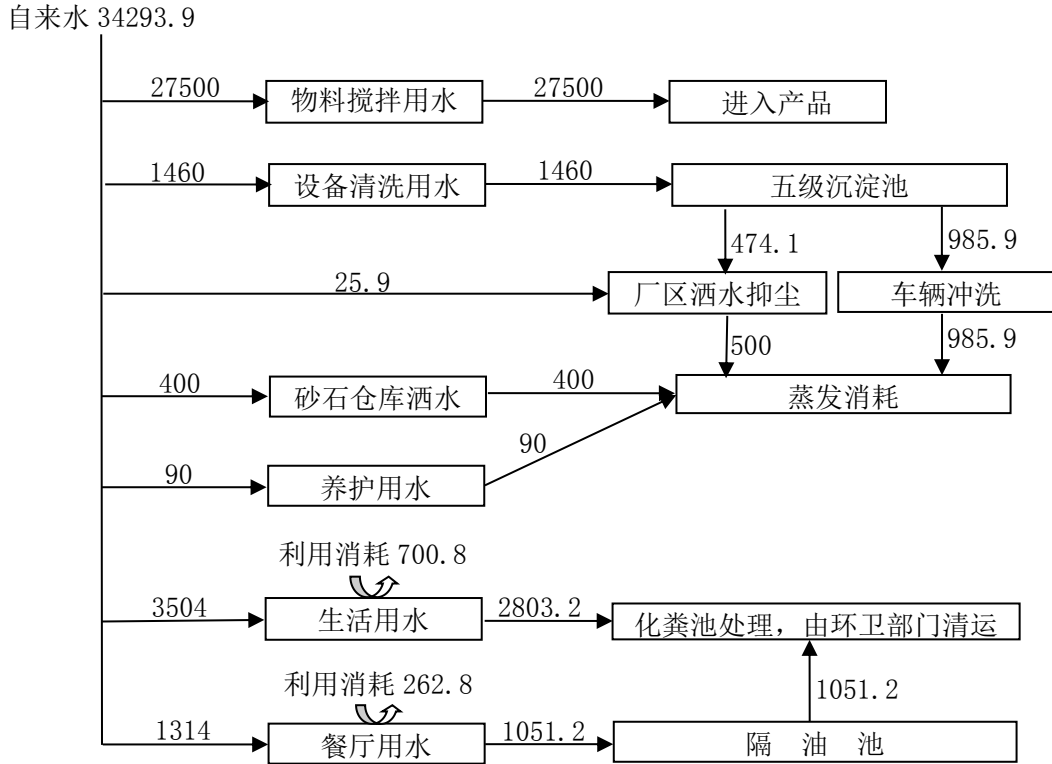 自来水 34293.9
27500 物料搅拌用水 27500 进入产品
1460 设备清洗用水 1460 五级沉淀池
474.1 985.9
25.9 厂区洒水抑尘 车辆冲洗
500 985.9
400 砂石仓库洒水 400 蒸发消耗
90 养护用水 90
利用消耗 700.8
3504 生活用水 2803.2 化粪池处理，由环卫部门清运
利用消耗 262.8
1051.2
1314 餐厅用水 1051.2 隔 油 池